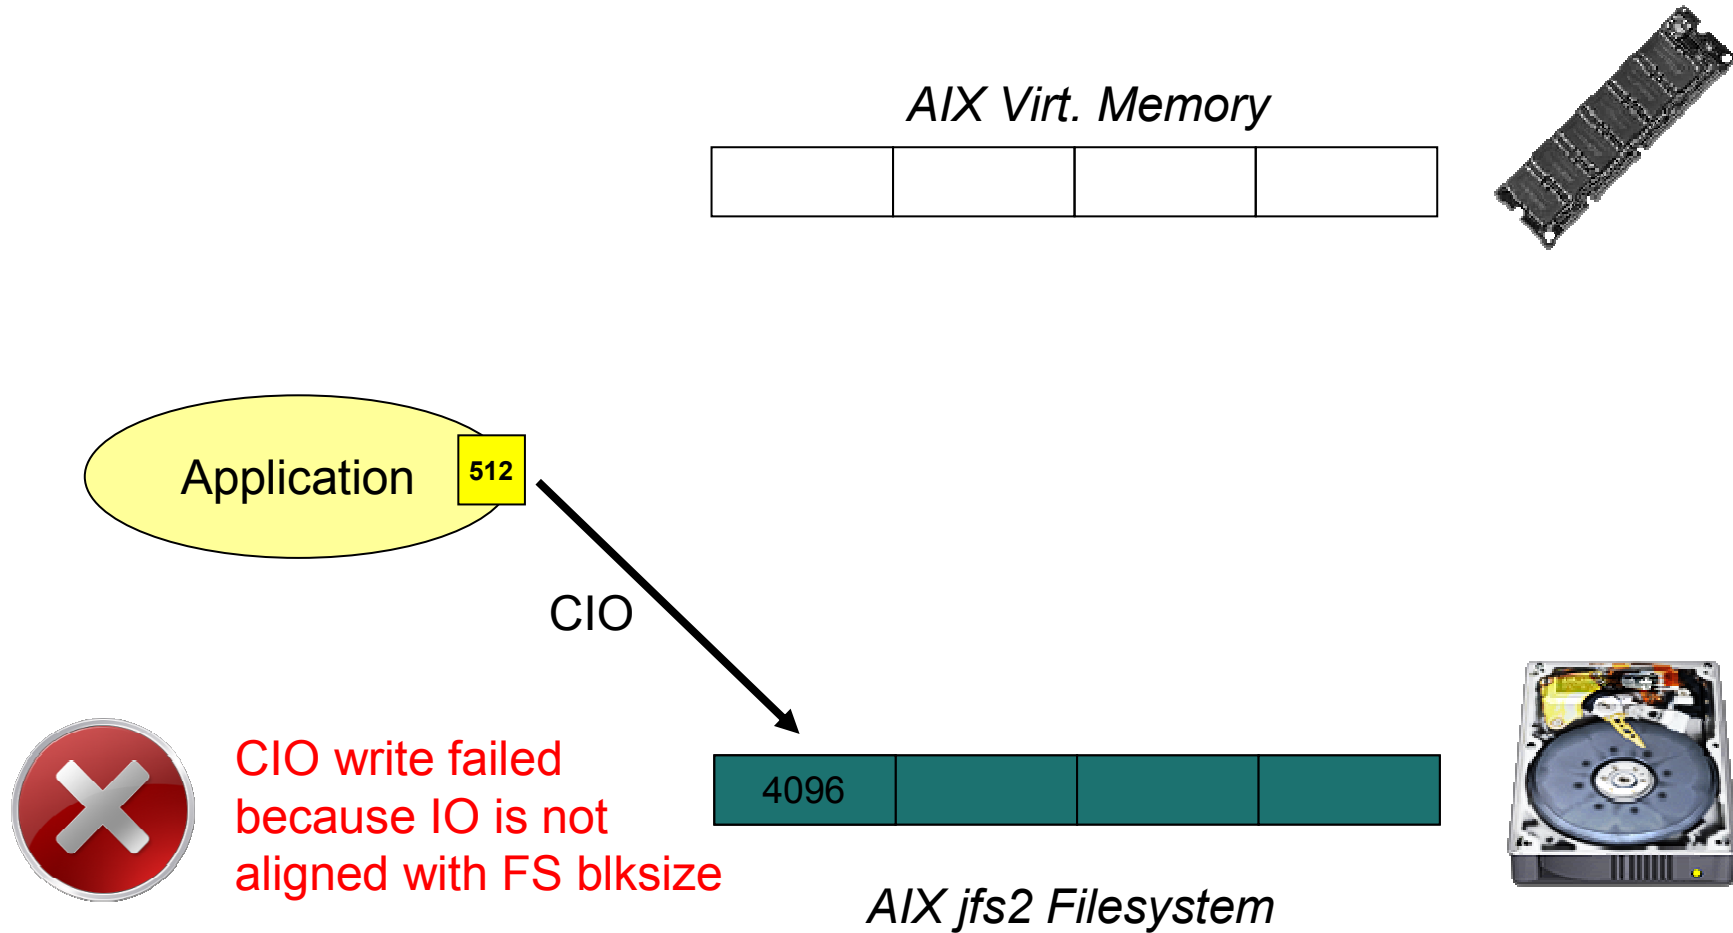 AIX Virt. Memory
Application
512
CIO
CIO write failed
because IO is not
aligned with FS blksize
4096
AIX jfs2 Filesystem